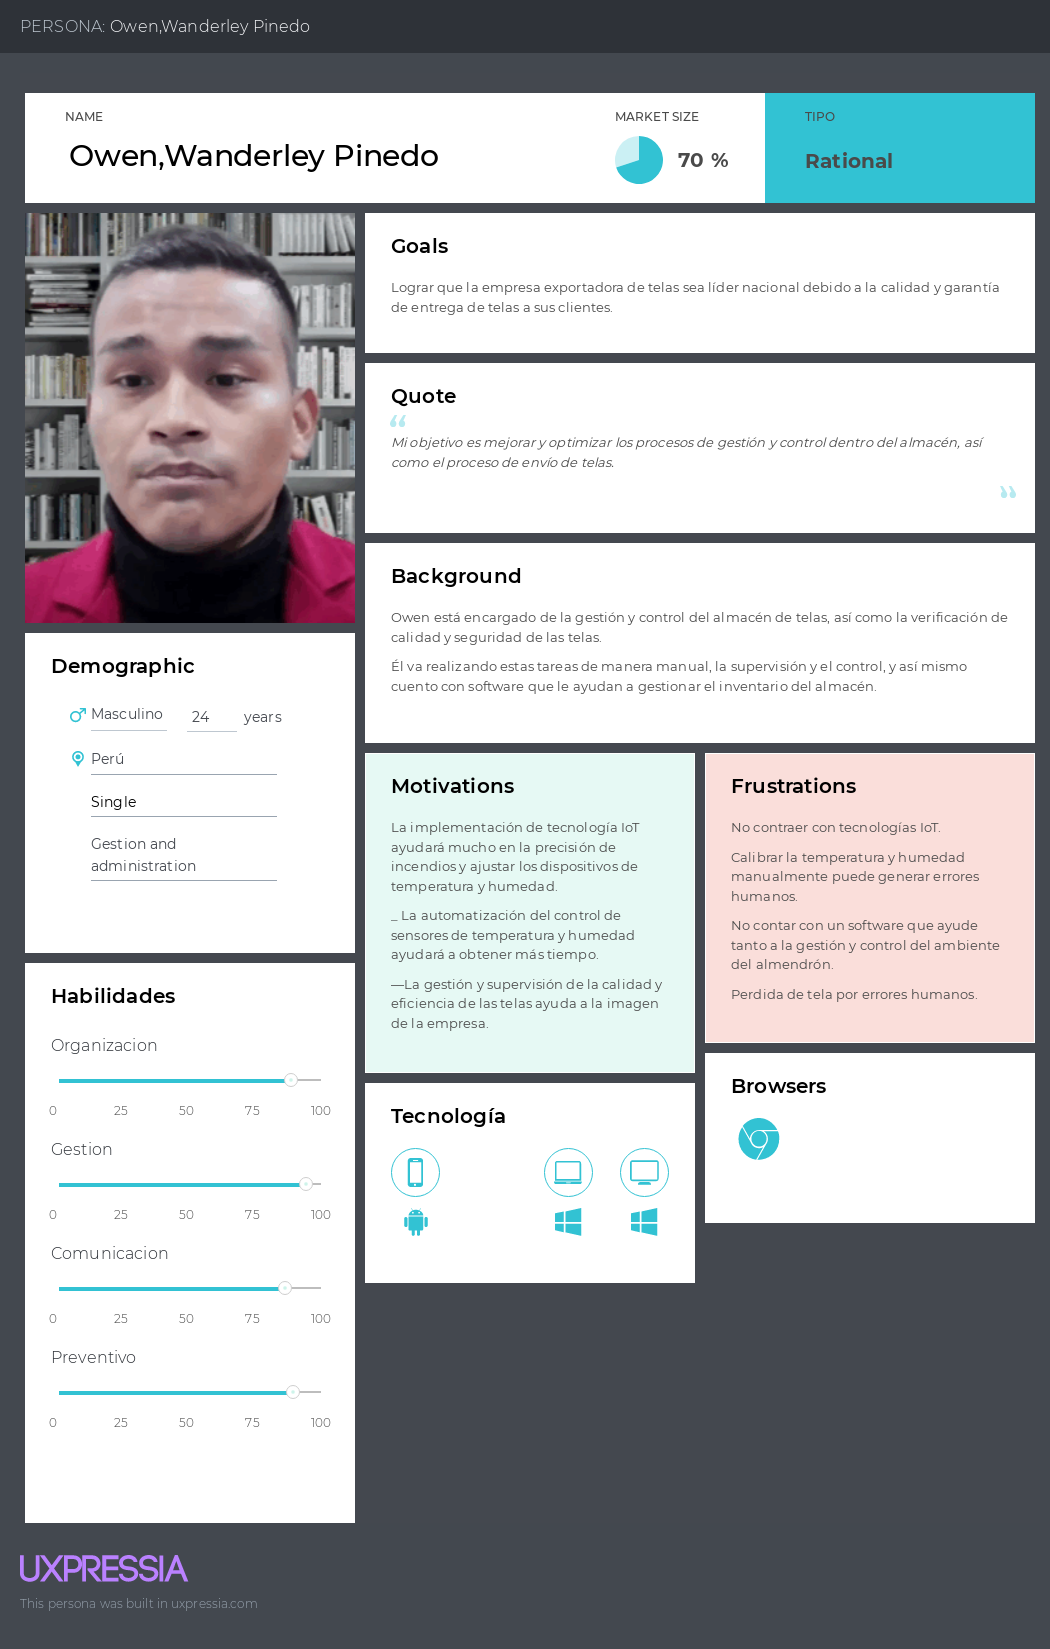 PERSONA: Owen,Wanderley Pinedo
NAME
Owen,Wanderley Pinedo
MARKET SIZE
70 %
TIPO
Rational
Goals
Lograr que la empresa exportadora de telas sea líder nacional debido a la calidad y garantía
de entrega de telas a sus clientes.
Quote
“
Mi objetivo es mejorar y optimizar los procesos de gestión y control dentro del almacén, así
como el proceso de envío de telas.
”
Background
Owen está encargado de la gestión y control del almacén de telas, así como la verificación de
calidad y seguridad de las telas.
Él va realizando estas tareas de manera manual, la supervisión y el control, y así mismo
cuento con software que le ayudan a gestionar el inventario del almacén.
Demographic
Masculino 24 years
Perú
Single
Gestion and
administration
Habilidades
Organizacion
0 25 50 75 100
Gestion
0 25 50 75 100
Comunicacion
0 25 50 75 100
Preventivo
0 25 50 75 100
Motivations
La implementación de tecnología IoT
ayudará mucho en la precisión de
incendios y ajustar los dispositivos de
temperatura y humedad.
_ La automatización del control de
sensores de temperatura y humedad
ayudará a obtener más tiempo.
—La gestión y supervisión de la calidad y
eficiencia de las telas ayuda a la imagen
de la empresa.
Frustrations
No contraer con tecnologías IoT.
Calibrar la temperatura y humedad
manualmente puede generar errores
humanos.
No contar con un software que ayude
tanto a la gestión y control del ambiente
del almendrón.
Perdida de tela por errores humanos.
Tecnología
Browsers
UXPRESSIA
This persona was built in uxpressia.com